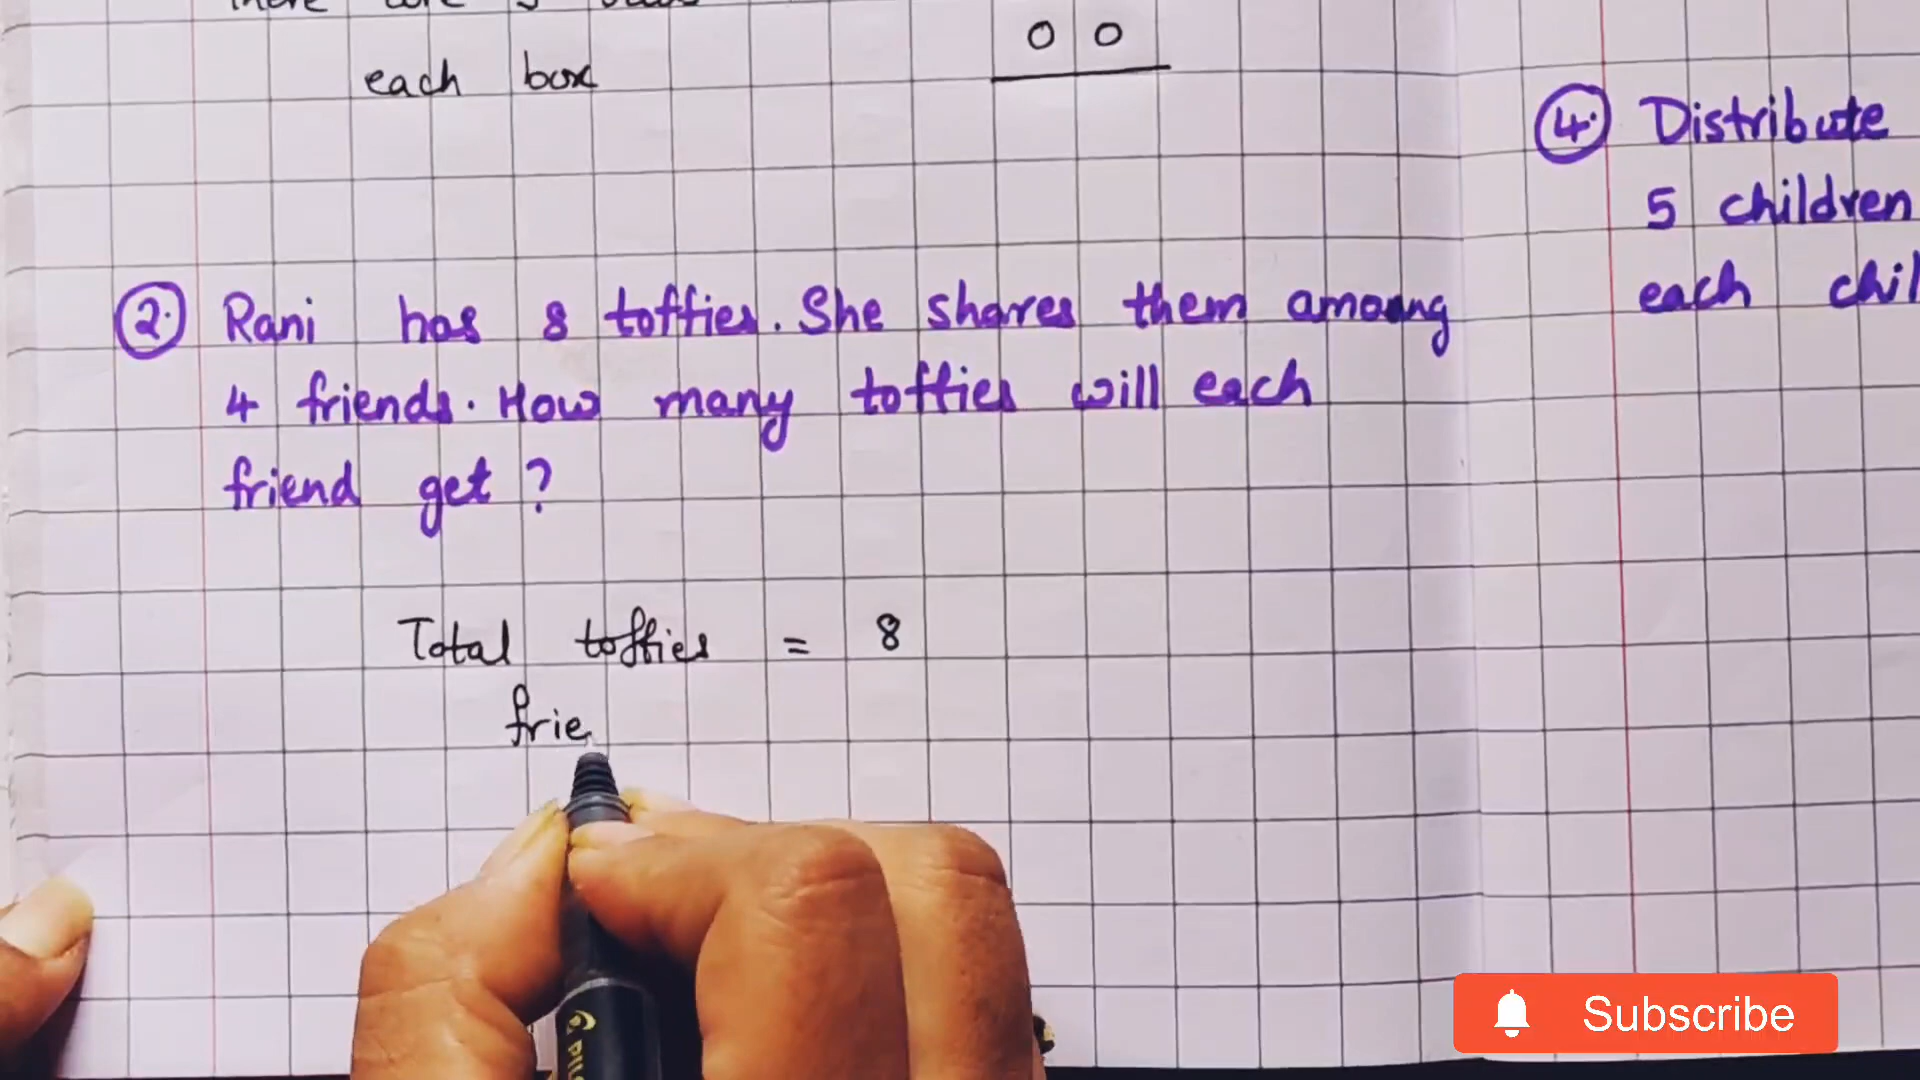 each box
0 0
2. Rani has 8 toffies. She shares them among
4 friends. How many toffies will each
friend get?
Total toffies = 8
frie
4. Distribute
5 children
each chil
Subscribe